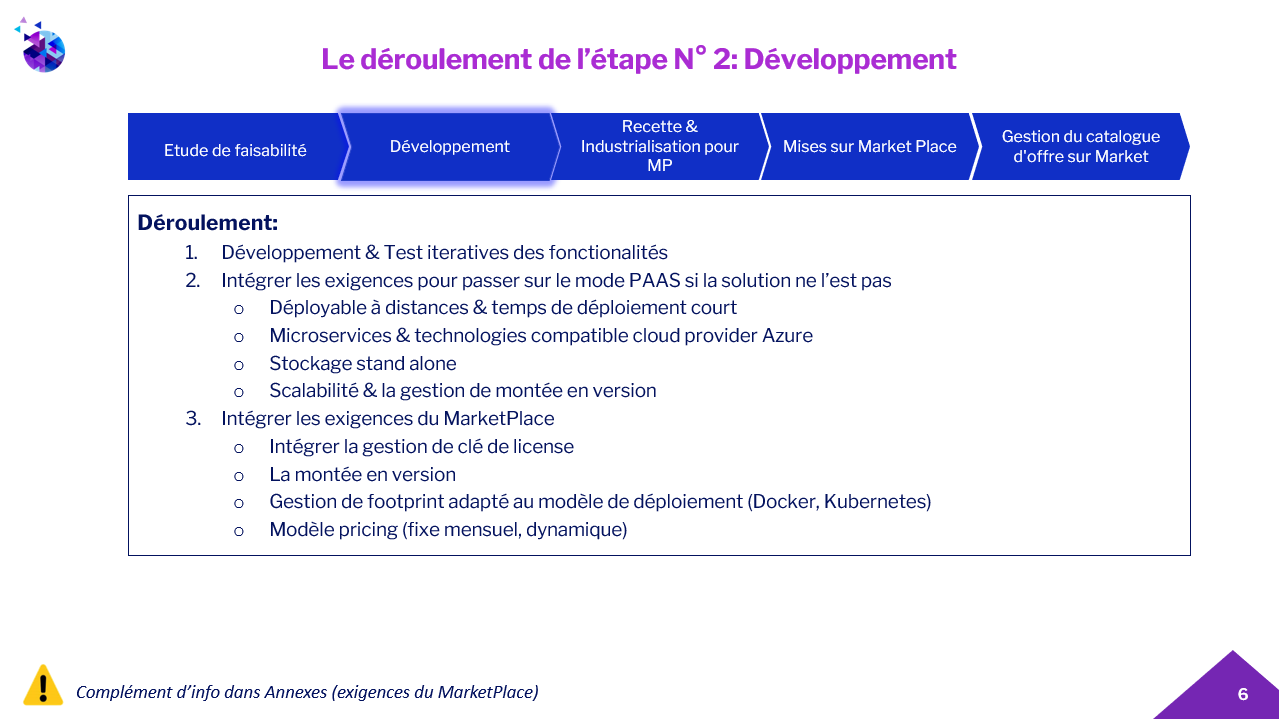 Le déroulement de l’étape N° 2: Développement
Etude de faisabilité
Développement
Recette &
Industrialisation pour
MP
Mises sur Market Place
Gestion du catalogue
d'offre sur Market
Déroulement:
1. Développement & Test iteratives des fonctionalités
2. Intégrer les exigences pour passer sur le mode PAAS si la solution ne l’est pas
o Déployable à distances & temps de déploiement court
o Microservices & technologies compatible cloud provider Azure
o Stockage stand alone
o Scalabilité & la gestion de montée en version
3. Intégrer les exigences du MarketPlace
o Intégrer la gestion de clé de license
o La montée en version
o Gestion de footprint adapté au modèle de déploiement (Docker, Kubernetes)
o Modèle pricing (fixe mensuel, dynamique)
Complément d’info dans Annexes (exigences du MarketPlace)
6